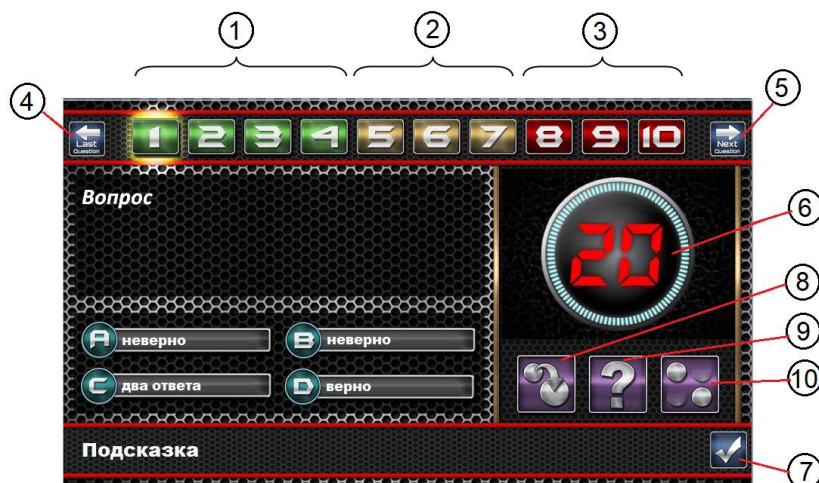 1 2 3
4 5
Last
Question
1 2 3 4 5 6 7 8 9 10
Next
Question
Вопрос
20
6
8
A неверно
B неверно
9
C два ответа
D верно
?
10
Подсказка
7